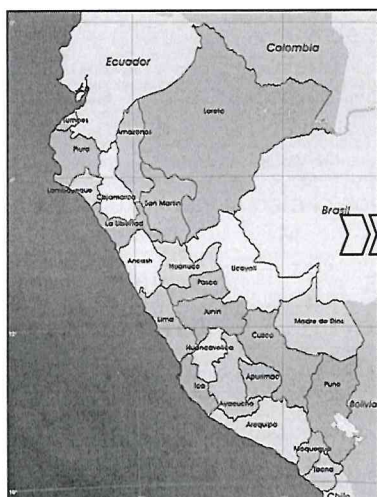 Colombia
Ecuador
Loreto
Tumbes
Amazonas
Piura
Lambayeque
Cajamarca
San Martín
La Libertad
Brasil
Ancash
Huanuco
Ucayali
Pasco
Lima
Junin
Madre de Dios
Cusco
Huancavelica
Ica
Apurimac
Puno
Ayacucho
Bolivia
Arequipa
Moquegua
Tacna
Chile